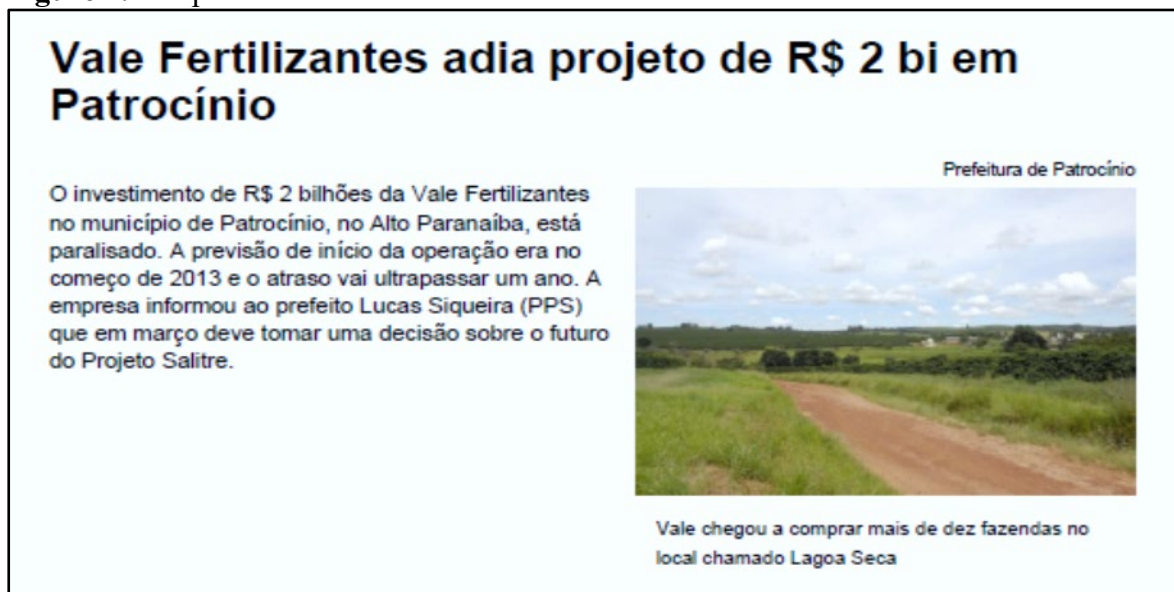 Vale Fertilizantes adia projeto de R$ 2 bi em
Patrocínio
Prefeitura de Patrocínio
O investimento de R$ 2 bilhões da Vale Fertilizantes
no município de Patrocínio, no Alto Paranaíba, está
paralisado. A previsão de início da operação era no
começo de 2013 e o atraso vai ultrapassar um ano. A
empresa informou ao prefeito Lucas Siqueira (PPS)
que em março deve tomar uma decisão sobre o futuro
do Projeto Salitre.
Vale chegou a comprar mais de dez fazendas no
local chamado Lagoa Seca